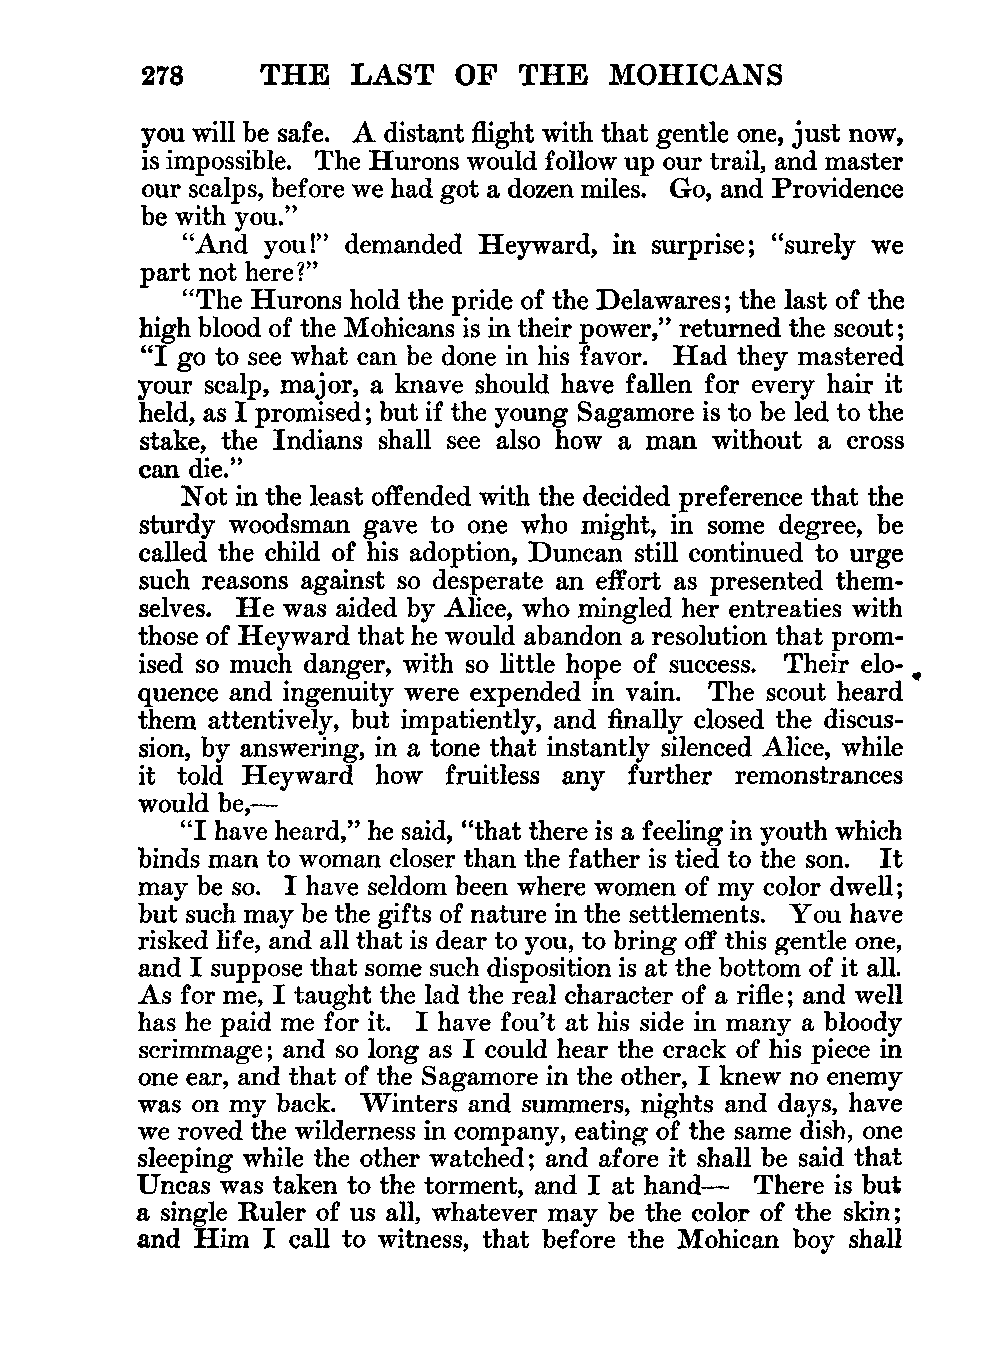 278 THE LAST OF THE MOHICANS
you will be safe. A distant flight with that gentle one, just now,
is impossible. The Hurons would follow up our trail, and master
our scalps, before we had got a dozen miles. Go, and Providence
be with you.”
“And you!” demanded Heyward, in surprise; “surely we
part not here?”
“The Hurons hold the pride of the Delawares; the last of the
high blood of the Mohicans is in their power,” returned the scout;
“I go to see what can be done in his favor. Had they mastered
your scalp, major, a knave should have fallen for every hair it
held, as I promised; but if the young Sagamore is to be led to the
stake, the Indians shall see also how a man without a cross
can die.”
Not in the least offended with the decided preference that the
sturdy woodsman gave to one who might, in some degree, be
called the child of his adoption, Duncan still continued to urge
such reasons against so desperate an effort as presented them-
selves. He was aided by Alice, who mingled her entreaties with
those of Heyward that he would abandon a resolution that prom-
ised so much danger, with so little hope of success. Their elo-
quence and ingenuity were expended in vain. The scout heard
them attentively, but impatiently, and finally closed the discus-
sion, by answering, in a tone that instantly silenced Alice, while
it told Heyward how fruitless any further remonstrances
would be,—
“I have heard,” he said, “that there is a feeling in youth which
binds man to woman closer than the father is tied to the son. It
may be so. I have seldom been where women of my color dwell;
but such may be the gifts of nature in the settlements. You have
risked life, and all that is dear to you, to bring off this gentle one,
and I suppose that some such disposition is at the bottom of it all.
As for me, I taught the lad the real character of a rifle; and well
has he paid me for it. I have fou’t at his side in many a bloody
scrimmage; and so long as I could hear the crack of his piece in
one ear, and that of the Sagamore in the other, I knew no enemy
was on my back. Winters and summers, nights and days, have
we roved the wilderness in company, eating of the same dish, one
sleeping while the other watched; and afore it shall be said that
Uncas was taken to the torment, and I at hand— There is but
a single Ruler of us all, whatever may be the color of the skin;
and Him I call to witness, that before the Mohican boy shall